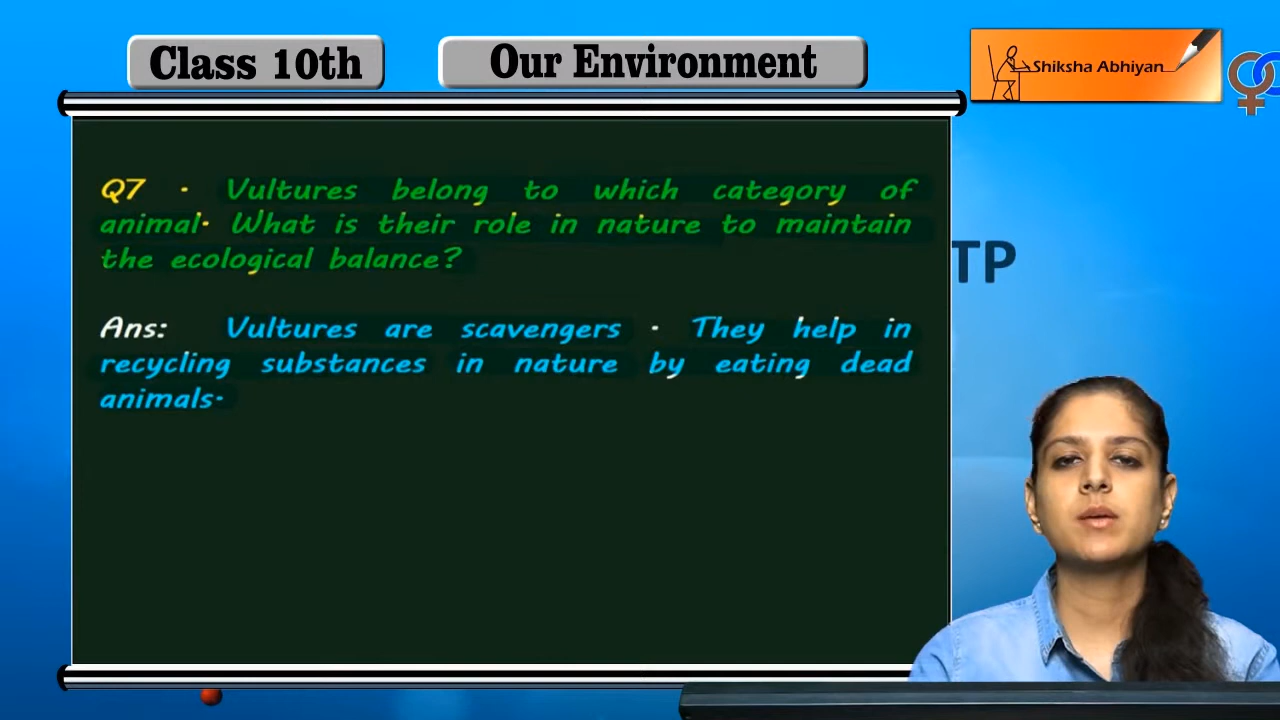 Class 10th
Our Environment
Shiksha Abhiyan
Q7 · Vultures belong to which category of
animal· What is their role in nature to maintain
the ecological balance?
TP
Ans: Vultures are scavengers · They help in
recycling substances in nature by eating dead
animals·